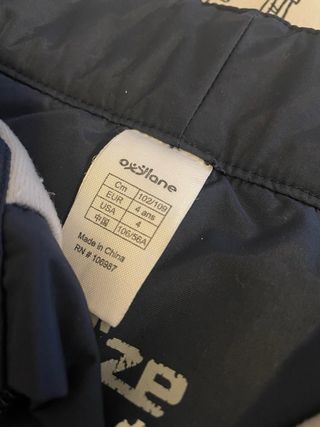 oxylane
Cm 102/109
EUR 4 ans
USA 4
中国 106/56A
Made in China
RN # 106987